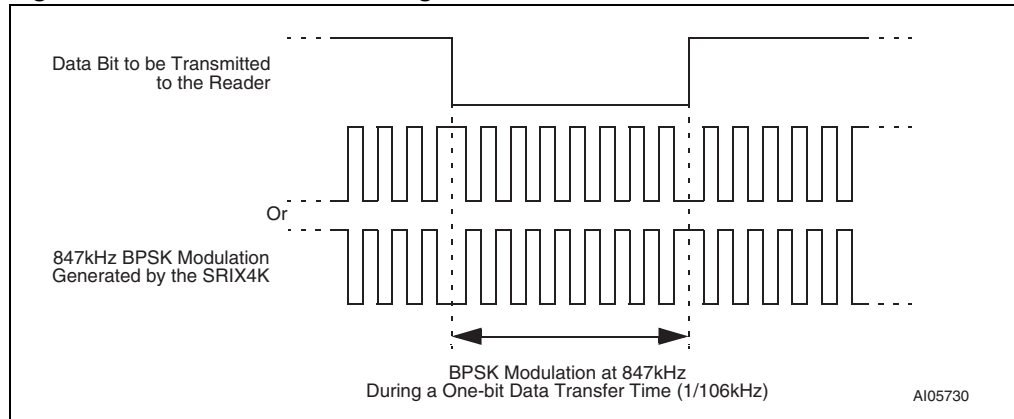 Data Bit to be Transmitted
to the Reader
Or
847kHz BPSK Modulation
Generated by the SRIX4K
BPSK Modulation at 847kHz
During a One-bit Data Transfer Time (1/106kHz)
AI05730